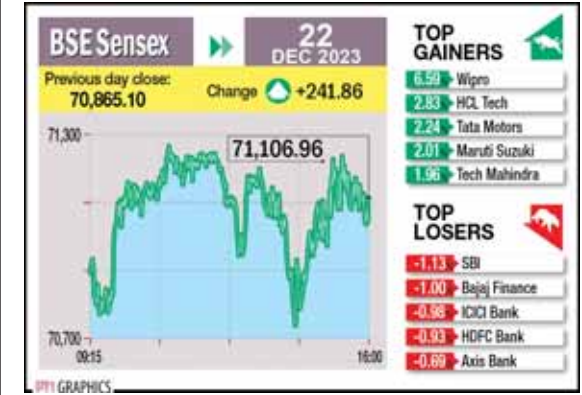 BSE Sensex
22
DEC 2023
Previous day close:
70,865.10
Change +241.86
71,300
71,106.96
70,700
09:15
16:00
TOP
GAINERS
6.59 Wipro
2.83 HCL Tech
2.24 Tata Motors
2.01 Maruti Suzuki
1.96 Tech Mahindra
TOP
LOSERS
-1.13 SBI
-1.00 Bajaj Finance
-0.98 ICICI Bank
-0.93 HDFC Bank
-0.69 Axis Bank
PTI GRAPHICS